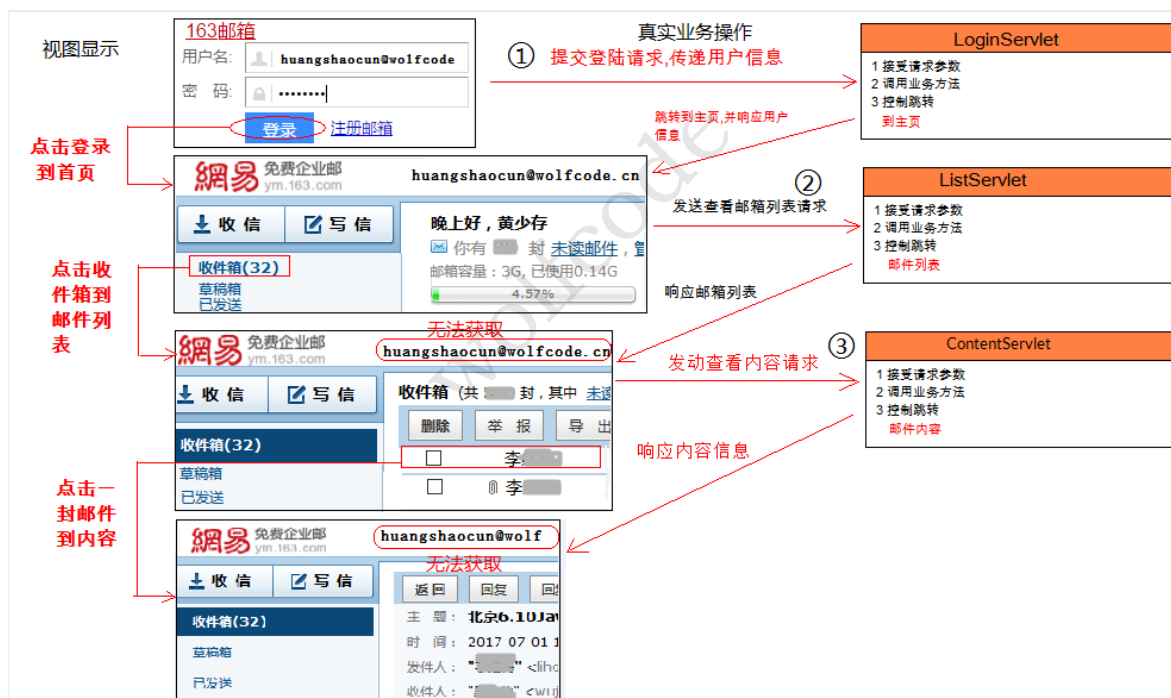 视图显示
真实业务操作
163邮箱
用户名: huangshaocun@wolfcode
密 码: ••••••••
登录 注册邮箱
① 提交登陆请求,传递用户信息
LoginServlet
1 接受请求参数
2 调用业务方法
3 控制跳转
到主页
点击登录
到首页
跳转到主页,并响应用户
信息
網易 免费企业邮
ym.163.com
huangshaocun@wolfcode.cn
收 信 写 信
晚上好，黄少存
你有 封 未读邮件，
邮箱容量：3G, 已使用0.14G
4.57%
收件箱(32)
草稿箱
已发送
②
发送查看邮箱列表请求
ListServlet
1 接受请求参数
2 调用业务方法
3 控制跳转
邮件列表
点击收
件箱到
邮件列
表
响应邮箱列表
无法获取
網易 免费企业邮
ym.163.com
huangshaocun@wolfcode.cn
收 信 写 信
收件箱 (共 封，其中
收件箱(32)
草稿箱
已发送
删除 举 报 导 出
李
李
③
发动查看内容请求
ContentServlet
1 接受请求参数
2 调用业务方法
3 控制跳转
邮件内容
响应内容信息
点击一
封邮件
到内容
網易 免费企业邮
ym.163.com
huangshaocun@wolf
无法获取
收 信 写 信
返回 回复
收件箱(32)
草稿箱
已发送
主 题： 北京6.10Jav
时 间： 2017 07 01 1
发件人： " " <liho
收件人： " " <wuj
wolfcode